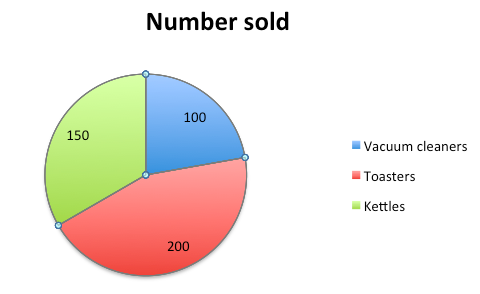 Number sold
100
150
200
Vacuum cleaners
Toasters
Kettles